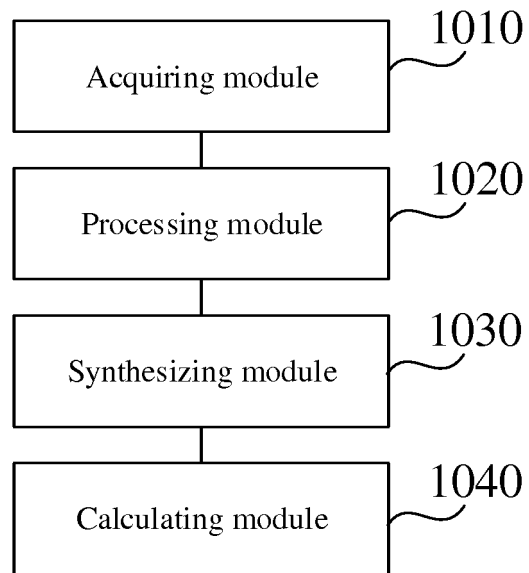 1010
Acquiring module
1020
Processing module
1030
Synthesizing module
1040
Calculating module